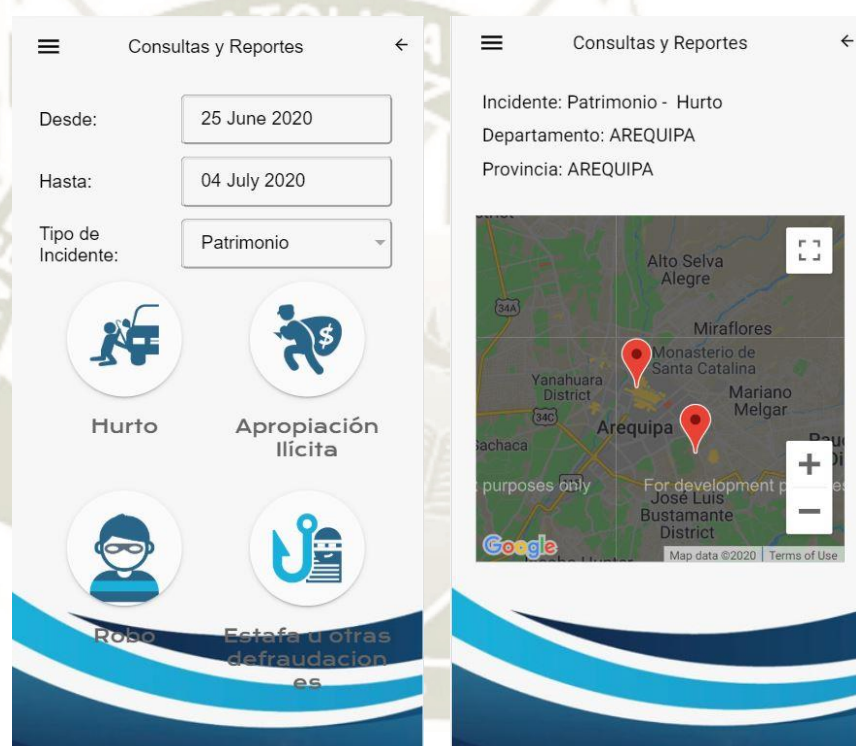 Consultas y Reportes
Desde:
25 June 2020
Hasta:
04 July 2020
Tipo de
Incidente:
Patrimonio
Hurto
Apropiación
Ilícita
Robo
Estafa u otras
defraudacion
es
Consultas y Reportes
Incidente: Patrimonio - Hurto
Departamento: AREQUIPA
Provincia: AREQUIPA
Alto Selva
Alegre
34A
Miraflores
Monasterio de
Santa Catalina
Yanahuara
District
Mariano
Melgar
34C
Arequipa
Sachaca
purposes only
For development p
José Luis
Bustamante
District
Google
Map data ©2020
Terms of Use